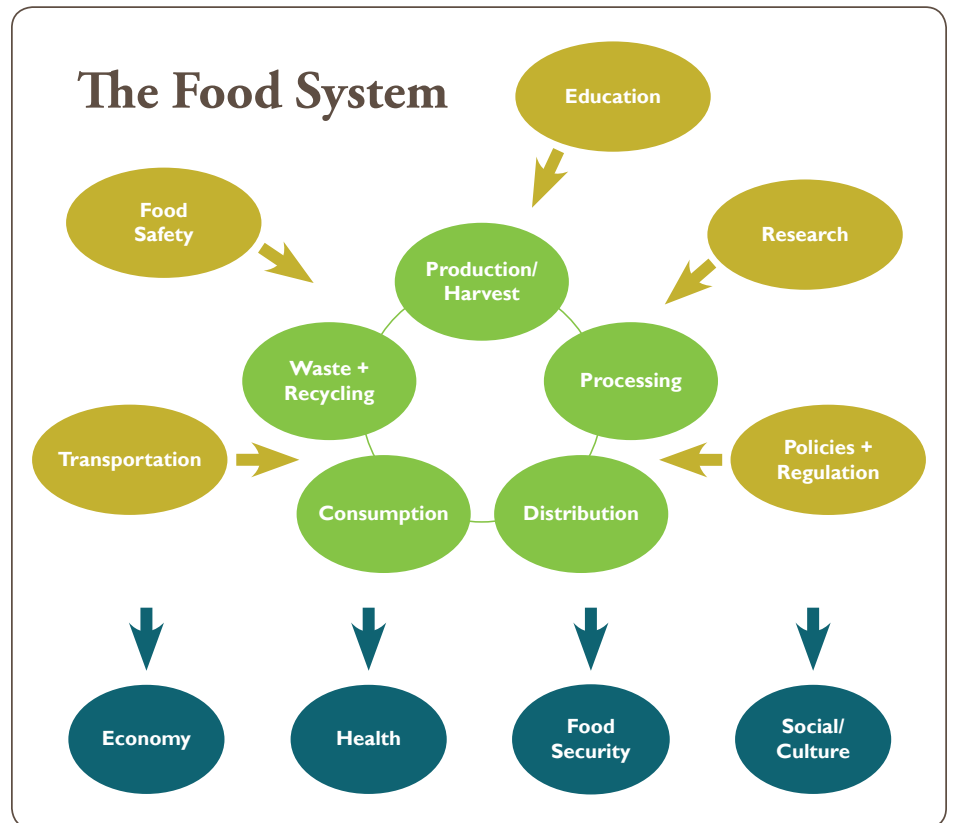 The Food System
Education
Food
Safety
Research
Production/
Harvest
Waste +
Recycling
Processing
Transportation
Policies +
Regulation
Consumption
Distribution
Economy
Health
Food
Security
Social/
Culture